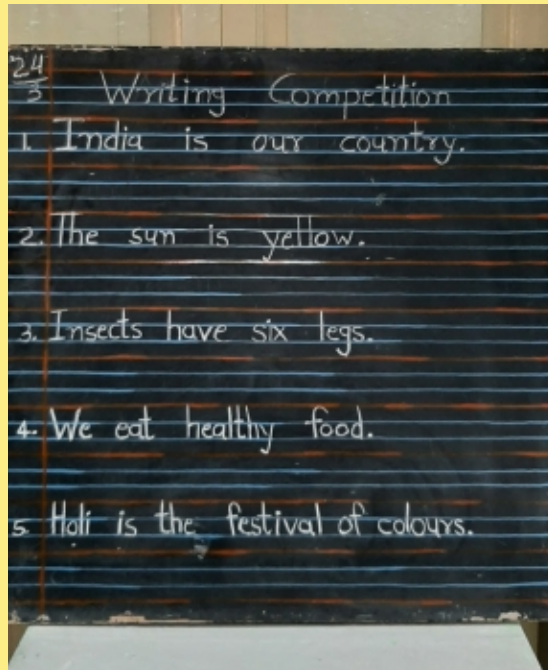 24
3
Writing Competition
1. India is our country.
2. The sun is yellow.
3. Insects have six legs.
4. We eat healthy food.
5. Holi is the festival of colours.